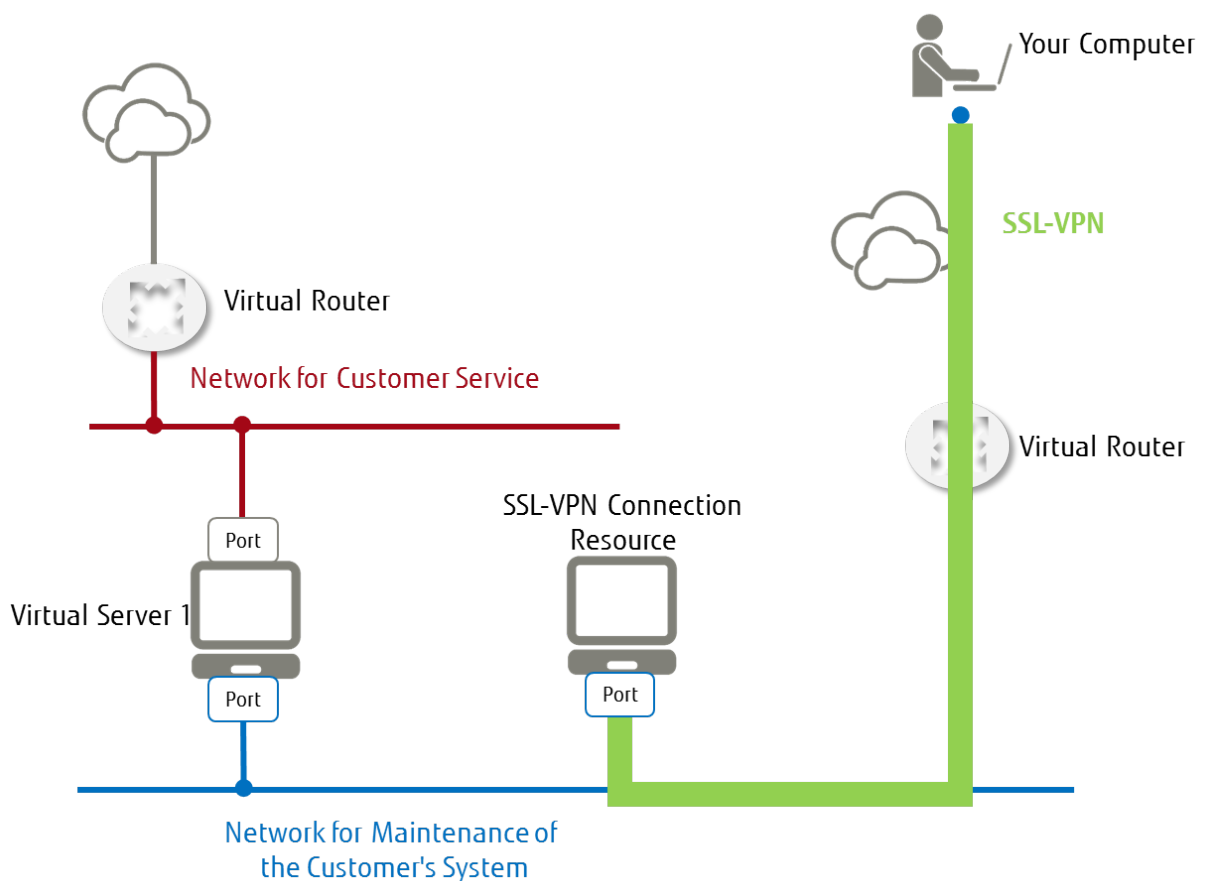 Your Computer
SSL-VPN
Virtual Router
Network for Customer Service
Virtual Router
SSL-VPN Connection
Resource
Port
Virtual Server 1
Port
Port
Network for Maintenance of
the Customer's System